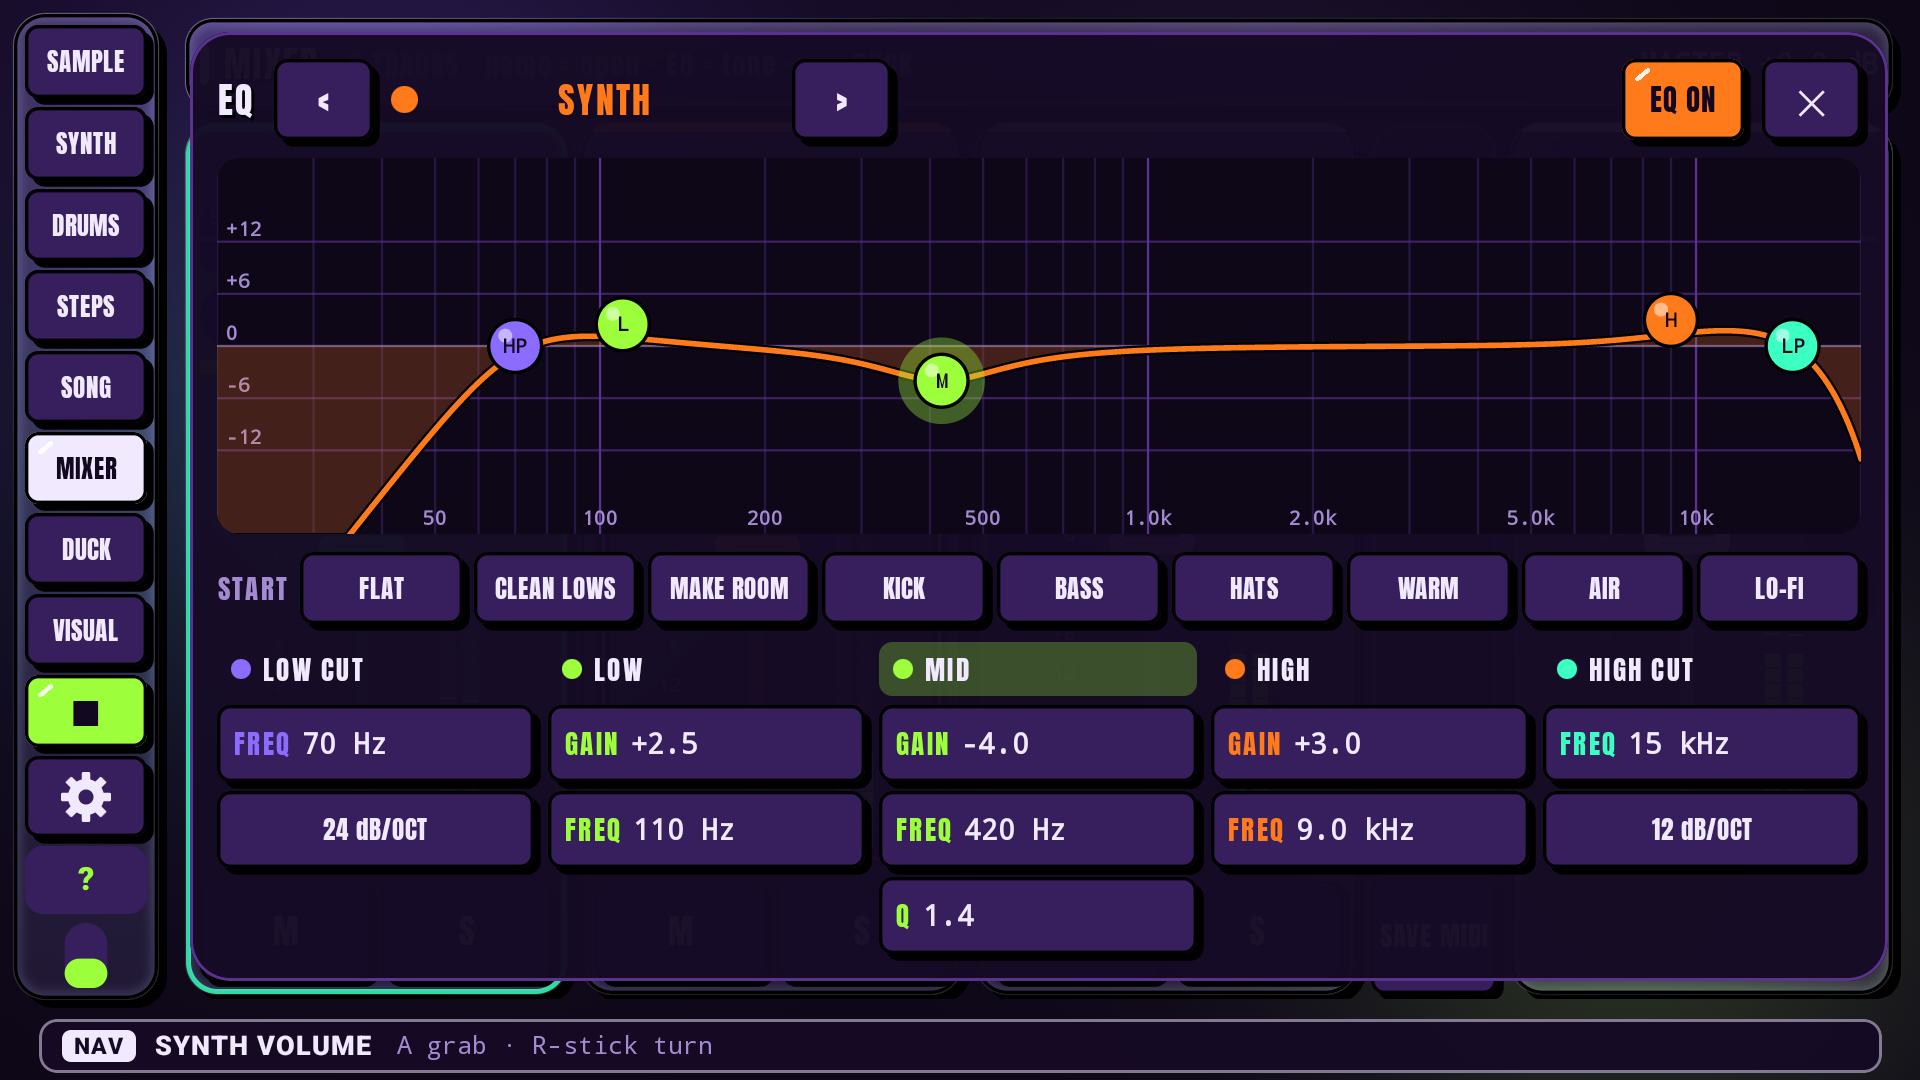 SAMPLE
SYNTH
DRUMS
STEPS
SONG
MIXER
DUCK
VISUAL
?
EQ < SYNTH > EQ ON
+12
+6
0
-6
-12
HP L M H LP
50 100 200 500 1.0k 2.0k 5.0k 10k
START FLAT CLEAN LOWS MAKE ROOM KICK BASS HATS WARM AIR LO-FI
LOW CUT LOW MID HIGH HIGH CUT
FREQ 70 Hz GAIN +2.5 GAIN -4.0 GAIN +3.0 FREQ 15 kHz
24 dB/OCT FREQ 110 Hz FREQ 420 Hz FREQ 9.0 kHz 12 dB/OCT
Q 1.4
M S M S S SAVE MIDI
NAV SYNTH VOLUME A grab · R-stick turn